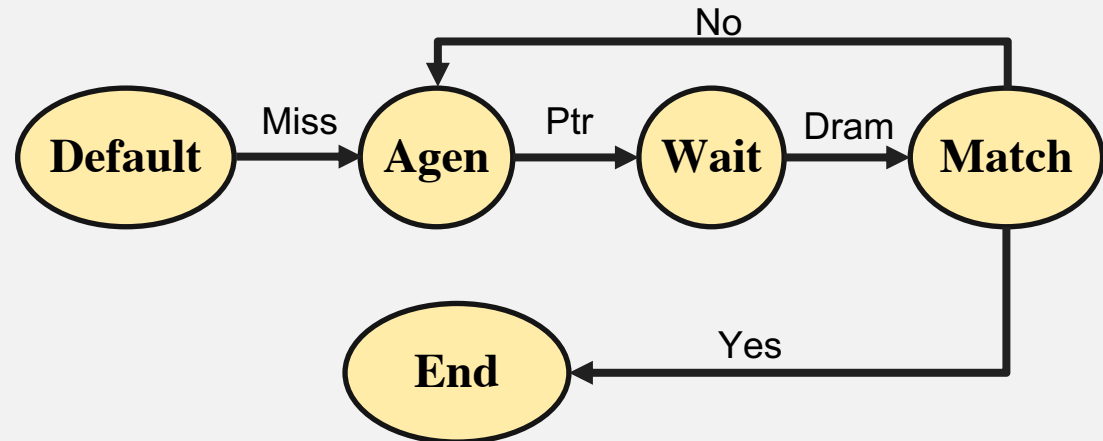 No
Miss
Ptr
Dram
Default
Agen
Wait
Match
Yes
End